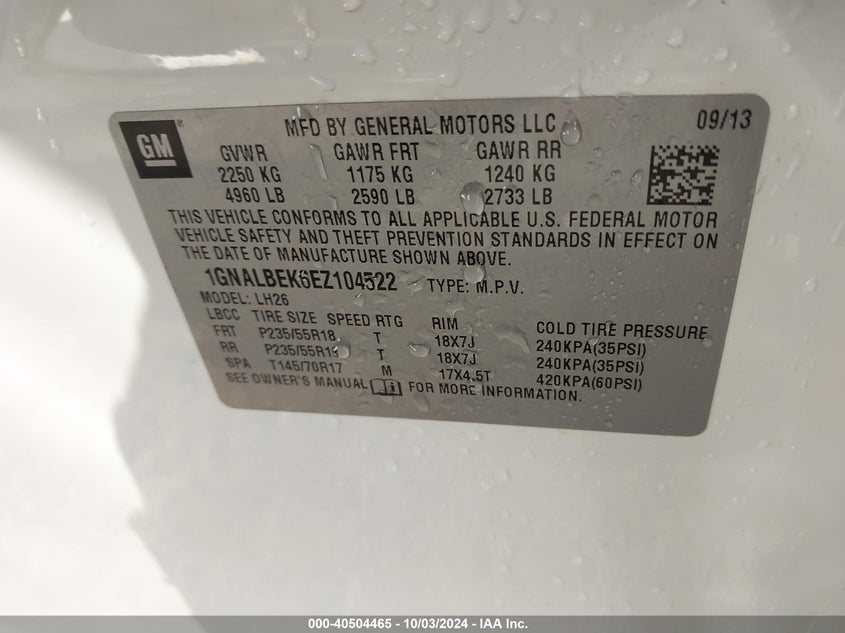 GM ®
MFD BY GENERAL MOTORS LLC 09/13
GVWR GAWR FRT GAWR RR
2250 KG 1175 KG 1240 KG
4960 LB 2590 LB 2733 LB
THIS VEHICLE CONFORMS TO ALL APPLICABLE U.S. FEDERAL MOTOR
VEHICLE SAFETY AND THEFT PREVENTION STANDARDS IN EFFECT ON
THE DATE OF MANUFACTURE SHOWN ABOVE.
1GNALBEK6EZ104522 TYPE: M.P.V.
MODEL: LH26
LBCC TIRE SIZE SPEED RTG RIM COLD TIRE PRESSURE
FRT P235/55R18 T 18X7J 240KPA(35PSI)
RR P235/55R18 T 18X7J 240KPA(35PSI)
SPA T145/70R17 M 17X4.5T 420KPA(60PSI)
SEE OWNER'S MANUAL FOR MORE INFORMATION.
000-40504465 - 10/03/2024 - IAA Inc.